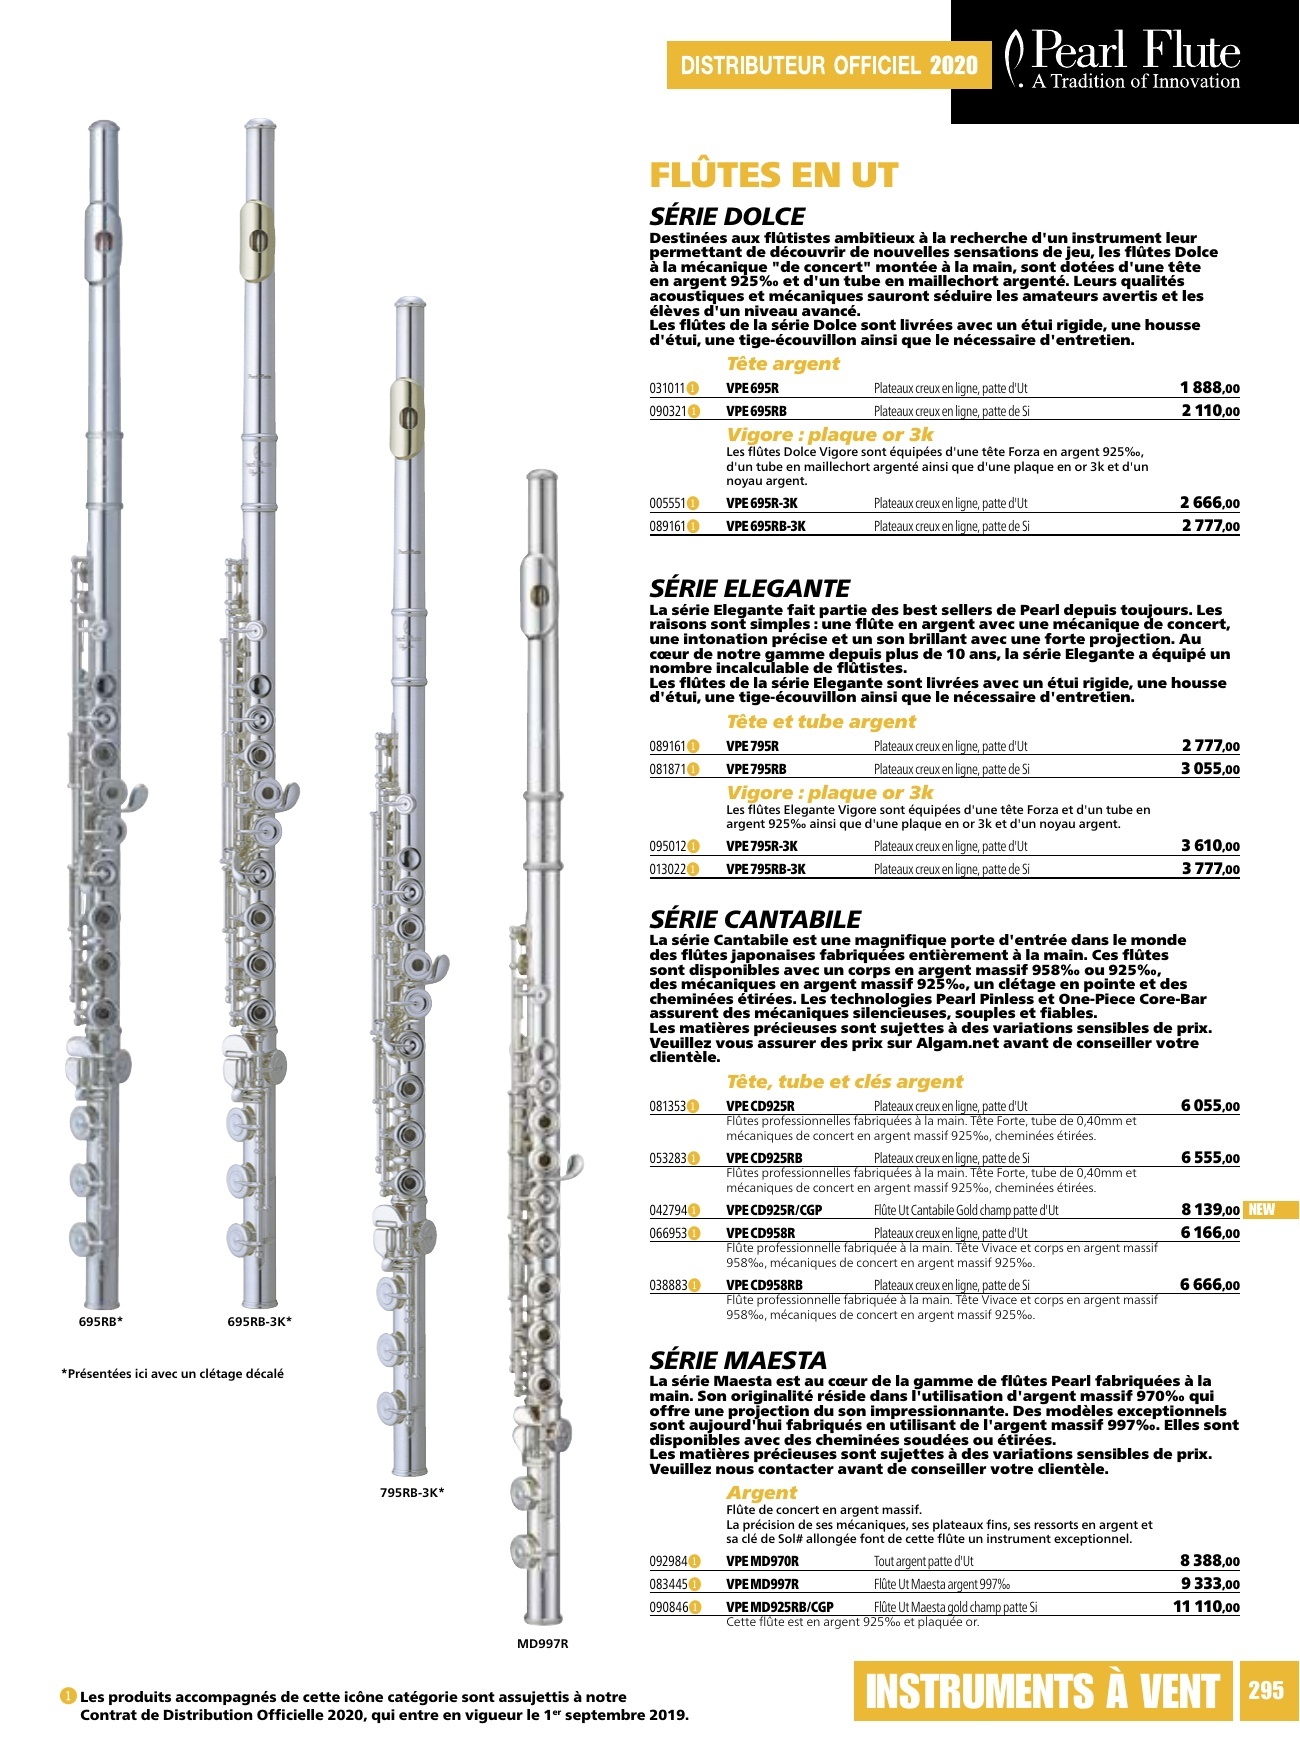 DISTRIBUTEUR OFFICIEL 2020
Pearl Flute
A Tradition of Innovation
FLÛTES EN UT
SÉRIE DOLCE
Destinées aux flûtistes ambitieux à la recherche d'un instrument leur
permettant de découvrir de nouvelles sensations de jeu, les flûtes Dolce
à la mécanique "de concert" montée à la main, sont dotées d'une tête
en argent 925‰ et d'un tube en maillechort argenté. Leurs qualités
acoustiques et mécaniques sauront séduire les amateurs avertis et les
élèves d'un niveau avancé.
Les flûtes de la série Dolce sont livrées avec un étui rigide, une housse
d'étui, une tige-écouvillon ainsi que le nécessaire d'entretien.
Tête argent
031011 1 VPE 695R Plateaux creux en ligne, patte d'Ut 1 888,00
090321 1 VPE 695RB Plateaux creux en ligne, patte de Si 2 110,00
Vigore : plaque or 3k
Les flûtes Dolce Vigore sont équipées d'une tête Forza en argent 925‰,
d'un tube en maillechort argenté ainsi que d'une plaque en or 3k et d'un
noyau argent.
005551 1 VPE 695R-3K Plateaux creux en ligne, patte d'Ut 2 666,00
089161 1 VPE 695RB-3K Plateaux creux en ligne, patte de Si 2 777,00
SÉRIE ELEGANTE
La série Elegante fait partie des best sellers de Pearl depuis toujours. Les
raisons sont simples : une flûte en argent avec une mécanique de concert,
une intonation précise et un son brillant avec une forte projection. Au
cœur de notre gamme depuis plus de 10 ans, la série Elegante a équipé un
nombre incalculable de flûtistes.
Les flûtes de la série Elegante sont livrées avec un étui rigide, une housse
d'étui, une tige-écouvillon ainsi que le nécessaire d'entretien.
Tête et tube argent
089161 1 VPE 795R Plateaux creux en ligne, patte d'Ut 2 777,00
081871 1 VPE 795RB Plateaux creux en ligne, patte de Si 3 055,00
Vigore : plaque or 3k
Les flûtes Elegante Vigore sont équipées d'une tête Forza et d'un tube en
argent 925‰ ainsi que d'une plaque en or 3k et d'un noyau argent.
095012 1 VPE 795R-3K Plateaux creux en ligne, patte d'Ut 3 610,00
013022 1 VPE 795RB-3K Plateaux creux en ligne, patte de Si 3 777,00
SÉRIE CANTABILE
La série Cantabile est une magnifique porte d'entrée dans le monde
des flûtes japonaises fabriquées entièrement à la main. Ces flûtes
sont disponibles avec un corps en argent massif 958‰ ou 925‰,
des mécaniques en argent massif 925‰, un clétage en pointe et des
cheminées étirées. Les technologies Pearl Pinless et One-Piece Core-Bar
assurent des mécaniques silencieuses, souples et fiables.
Les matières précieuses sont sujettes à des variations sensibles de prix.
Veuillez vous assurer des prix sur Algam.net avant de conseiller votre
clientèle.
Tête, tube et clés argent
081353 1 VPE CD925R Plateaux creux en ligne, patte d'Ut 6 055,00
Flûtes professionnelles fabriquées à la main. Tête Forte, tube de 0,40mm et
mécaniques de concert en argent massif 925‰, cheminées étirées.
053283 1 VPE CD925RB Plateaux creux en ligne, patte de Si 6 555,00
Flûtes professionnelles fabriquées à la main. Tête Forte, tube de 0,40mm et
mécaniques de concert en argent massif 925‰, cheminées étirées.
042794 1 VPE CD925R/CGP Flûte Ut Cantabile Gold champ patte d'Ut 8 139,00 NEW
066953 1 VPE CD958R Plateaux creux en ligne, patte d'Ut 6 166,00
Flûte professionnelle fabriquée à la main. Tête Vivace et corps en argent massif
958‰, mécaniques de concert en argent massif 925‰.
038883 1 VPE CD958RB Plateaux creux en ligne, patte de Si 6 666,00
Flûte professionnelle fabriquée à la main. Tête Vivace et corps en argent massif
958‰, mécaniques de concert en argent massif 925‰.
SÉRIE MAESTA
La série Maesta est au cœur de la gamme de flûtes Pearl fabriquées à la
main. Son originalité réside dans l'utilisation d'argent massif 970‰ qui
offre une projection du son impressionnante. Des modèles exceptionnels
sont aujourd'hui fabriqués en utilisant de l'argent massif 997‰. Elles sont
disponibles avec des cheminées soudées ou étirées.
Les matières précieuses sont sujettes à des variations sensibles de prix.
Veuillez nous contacter avant de conseiller votre clientèle.
Argent
Flûte de concert en argent massif.
La précision de ses mécaniques, ses plateaux fins, ses ressorts en argent et
sa clé de Sol# allongée font de cette flûte un instrument exceptionnel.
092984 1 VPE MD970R Tout argent patte d'Ut 8 388,00
083445 1 VPE MD997R Flûte Ut Maesta argent 997‰ 9 333,00
090846 1 VPE MD925RB/CGP Flûte Ut Maesta gold champ patte Si 11 110,00
Cette flûte est en argent 925‰ et plaquée or.
695RB*
695RB-3K*
*Présentées ici avec un clétage décalé
795RB-3K*
MD997R
1 Les produits accompagnés de cette icône catégorie sont assujettis à notre
Contrat de Distribution Officielle 2020, qui entre en vigueur le 1er septembre 2019.
INSTRUMENTS À VENT 295